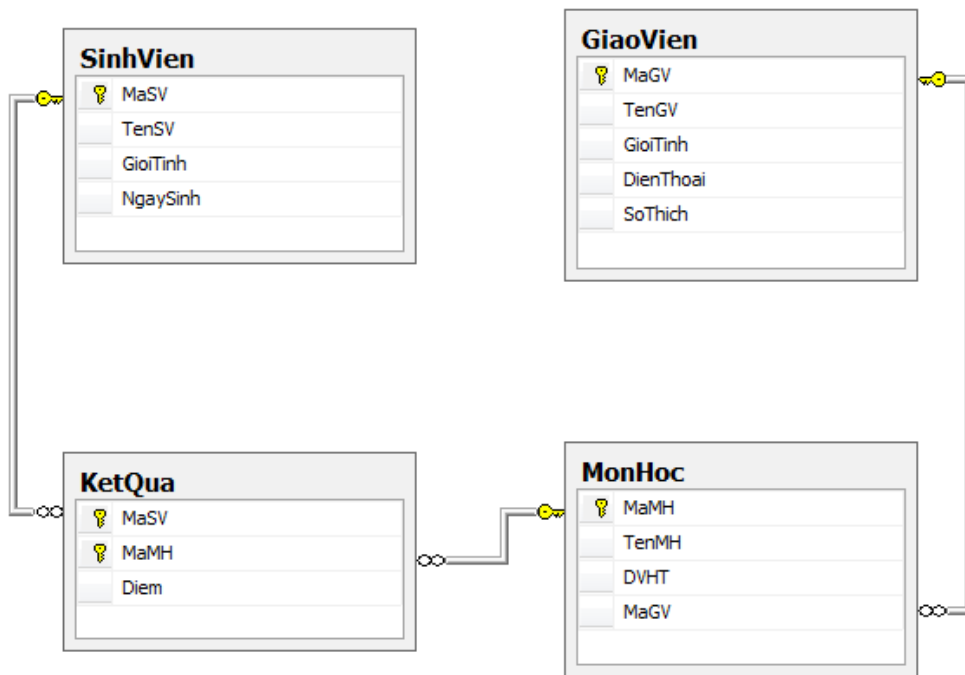 SinhVien
MaSV
TenSV
GioiTinh
NgaySinh
GiaoVien
MaGV
TenGV
GioiTinh
DienThoai
SoThich
KetQua
MaSV
MaMH
Diem
MonHoc
MaMH
TenMH
DVHT
MaGV